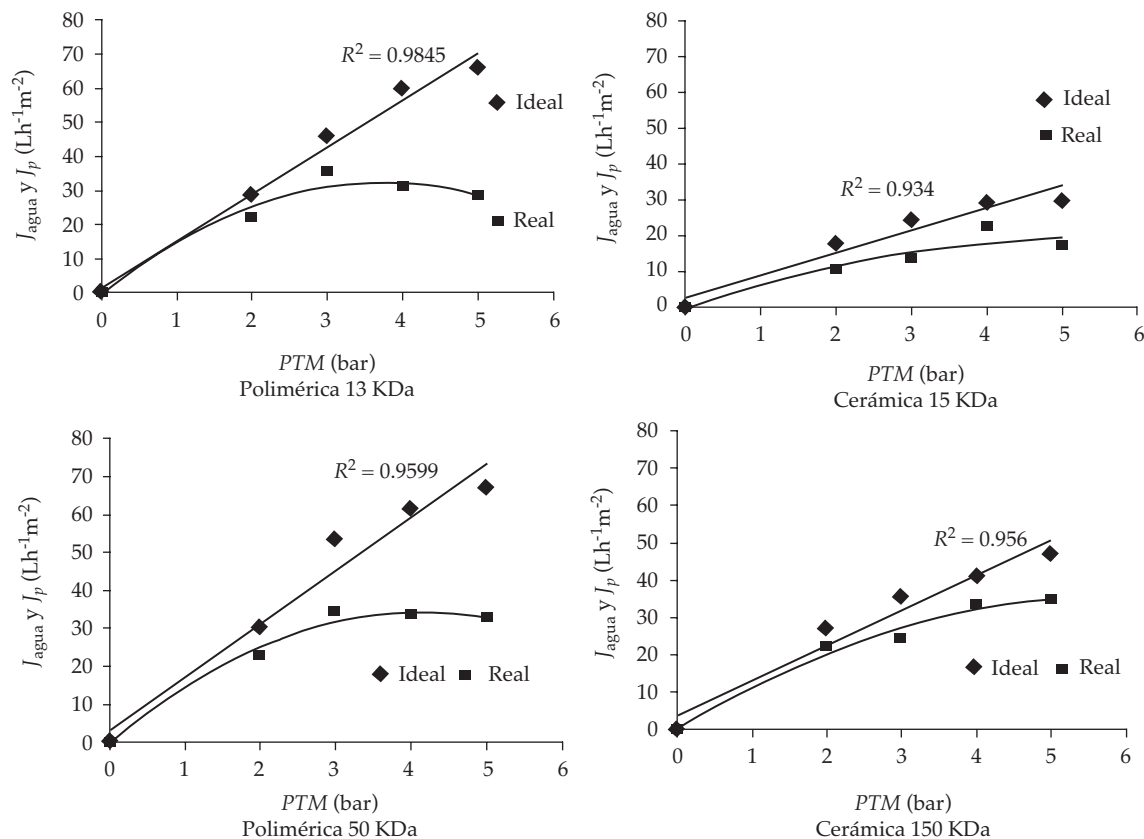 80
70
60
50
40
30
20
10
0
J_agua y J_p (Lh⁻¹m⁻²)
R² = 0.9845
Ideal
Real
0 1 2 3 4 5 6
PTM (bar)
Polimérica 13 KDa
80
70
60
50
40
30
20
10
0
J_agua y J_p (Lh⁻¹m⁻²)
Ideal
Real
R² = 0.934
0 1 2 3 4 5 6
PTM (bar)
Cerámica 15 KDa
80
70
60
50
40
30
20
10
0
J_agua y J_p (Lh⁻¹m⁻²)
R² = 0.9599
Ideal Real
0 1 2 3 4 5 6
PTM (bar)
Polimérica 50 KDa
80
70
60
50
40
30
20
10
0
J_agua y J_p (Lh⁻¹m⁻²)
R² = 0.956
Ideal Real
0 1 2 3 4 5 6
PTM (bar)
Cerámica 150 KDa